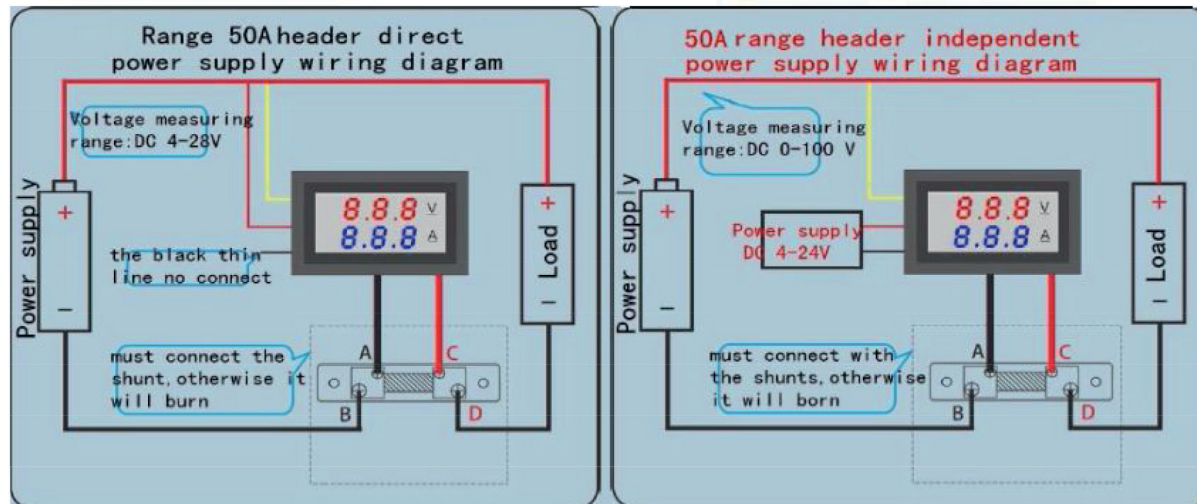 Range 50A header direct
power supply wiring diagram
Voltage measuring
range:DC 4-28V
Power supply
+
-
8.8.8 V
8.8.8 A
the black thin
line no connect
+
Load
-
must connect the
shunt,otherwise it
will burn
A
C
B
D
50A range header independent
power supply wiring diagram
Voltage measuring
range:DC 0-100 V
Power supply
+
-
Power supply
DC 4-24V
8.8.8 V
8.8.8 A
+
Load
-
must connect with
the shunts,otherwise
it will born
A
C
B
D